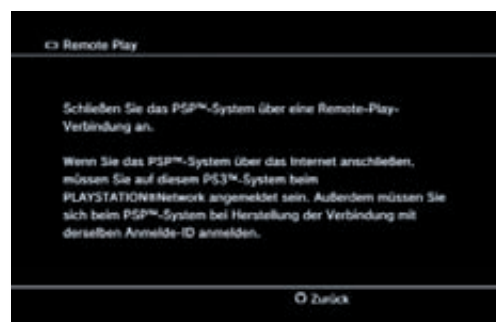 Remote Play
Schließen Sie das PSP™-System über eine Remote-Play-
Verbindung an.
Wenn Sie das PSP™-System über das Internet anschließen,
müssen Sie auf diesem PS3™-System beim
PLAYSTATION®Network angemeldet sein. Außerdem müssen Sie
sich beim PSP™-System bei Herstellung der Verbindung mit
derselben Anmelde-ID anmelden.
Zurück